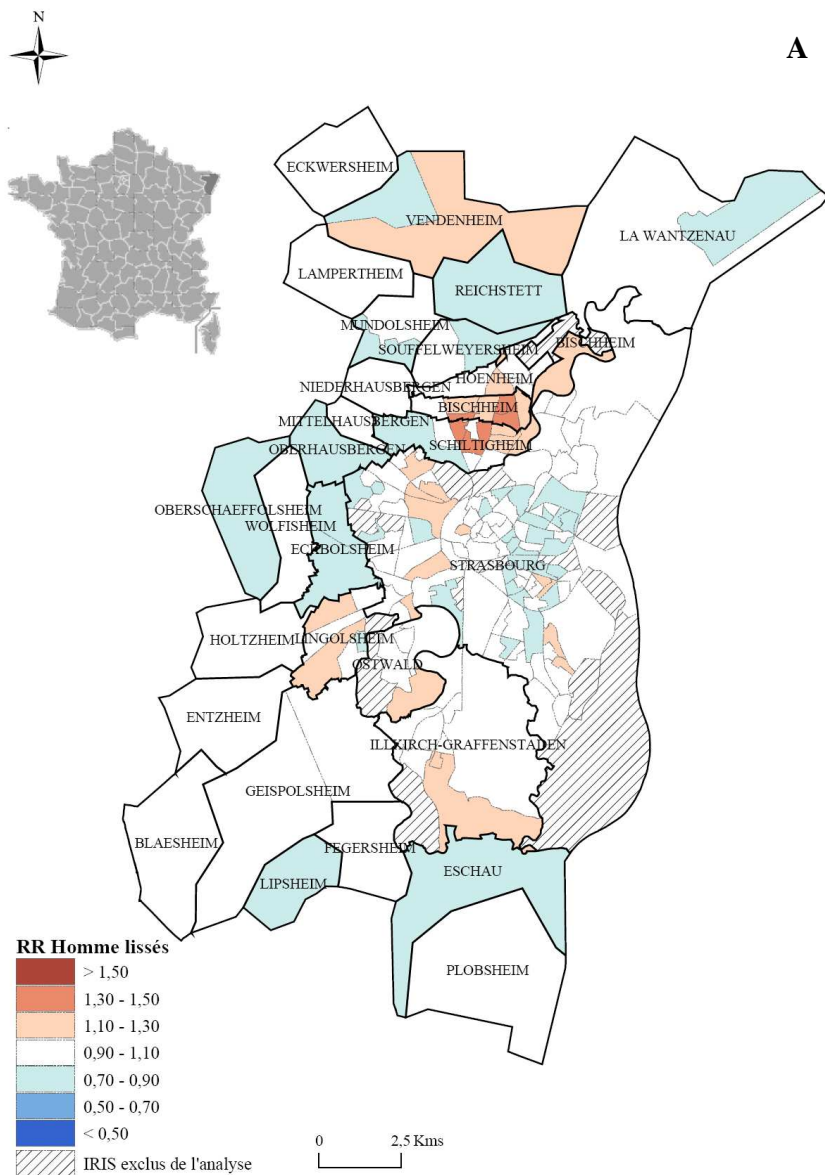 N
A
ECKWERSHEIM
VENDENHEIM
LA WANTZENAU
LAMPERTHEIM
REICHSTETT
MUNDOLSHEIM
SOUFFELWEYERSHEIM
BISCHHEIM
HOENHEIM
NIEDERHAUSBERGEN
BISCHHEIM
MITTELHAUSBERGEN
SCHILTIGHEIM
OBERHAUSBERGEN
OBERSCHAEFFOLSHEIM
WOLFISHEIM
ECKBOLSHEIM
STRASBOURG
HOLTZHEIM
LINGOLSHEIM
OSTWALD
ENTZHEIM
ILLKIRCH-GRAFFENSTADEN
GEISPOLSHEIM
BLAESHEIM
FEGERSHEIM
LIPSHEIM
ESCHAU
PLOBSHEIM
RR Homme lissés
> 1,50
1,30 - 1,50
1,10 - 1,30
0,90 - 1,10
0,70 - 0,90
0,50 - 0,70
< 0,50
IRIS exclus de l'analyse
0 2,5 Kms